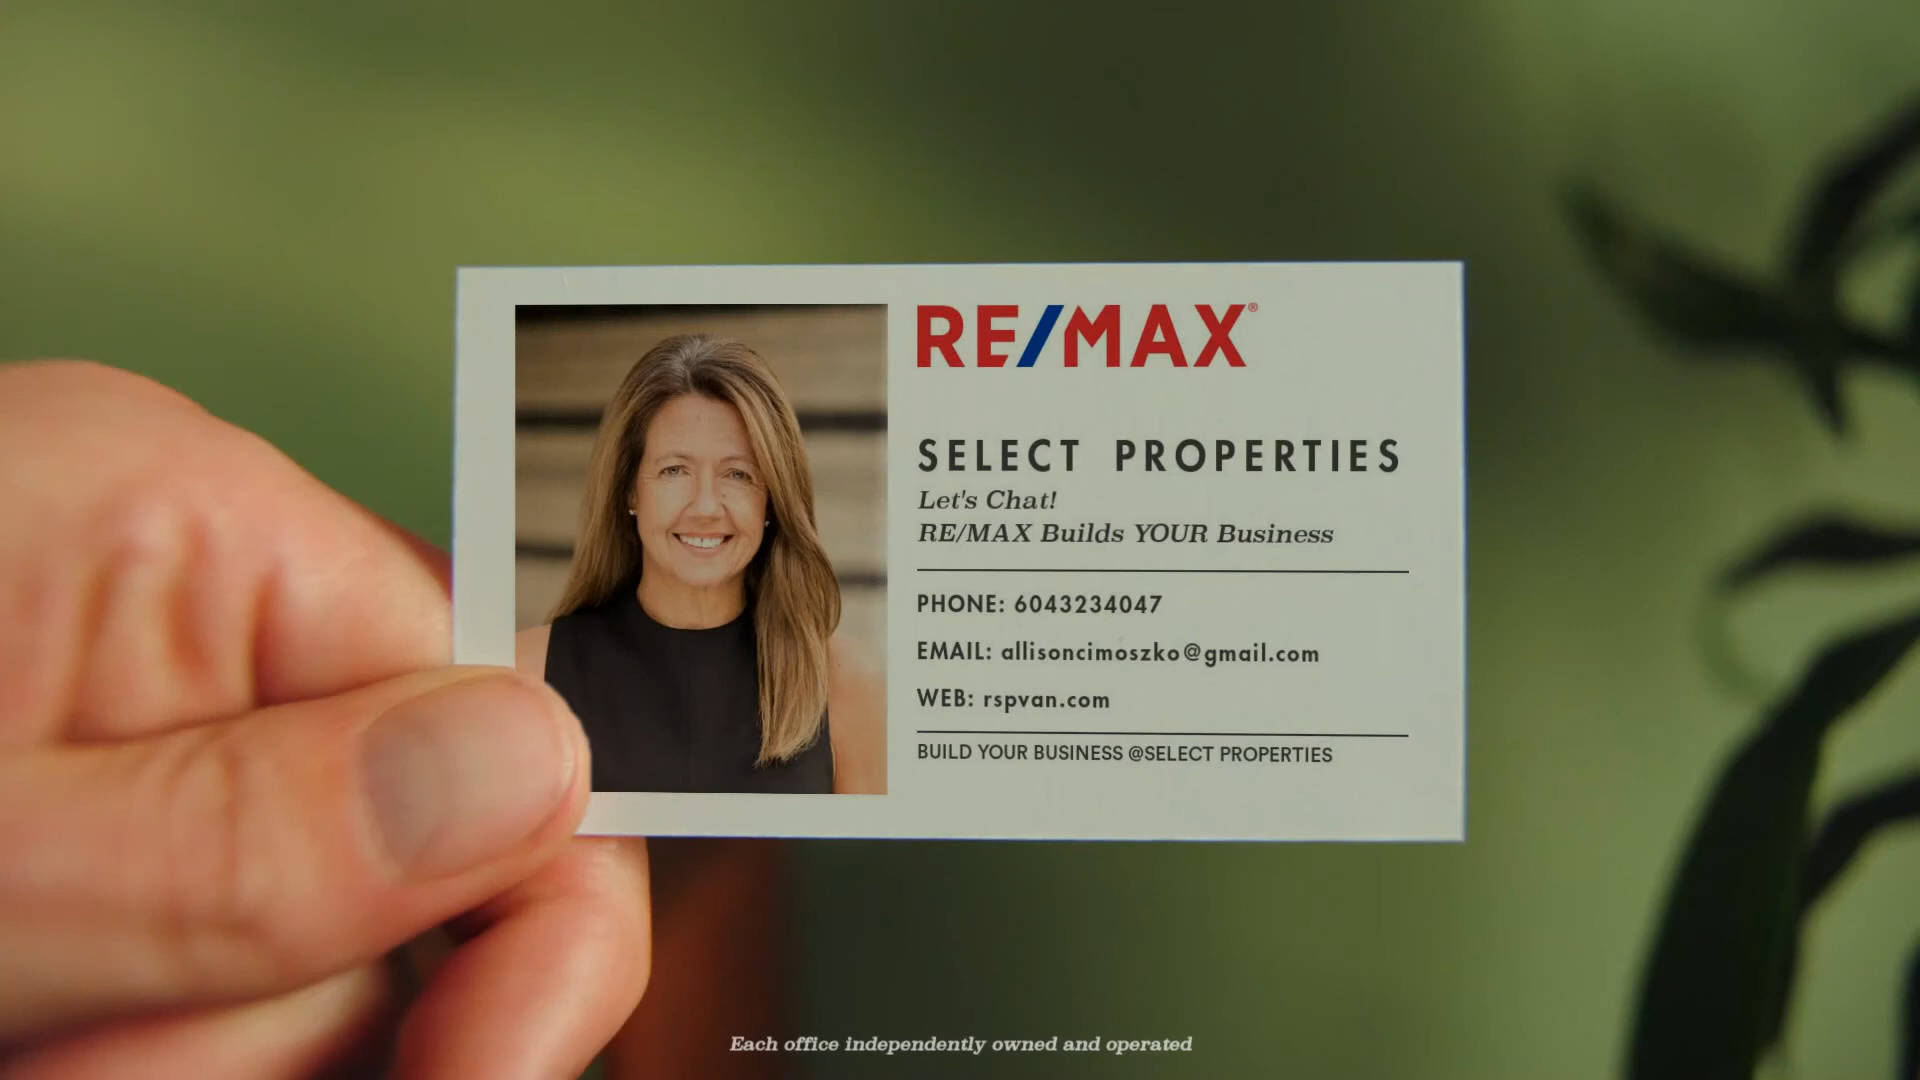 RE/MAX®
SELECT PROPERTIES
Let's Chat!
RE/MAX Builds YOUR Business
PHONE: 6043234047
EMAIL: allisoncimoszko@gmail.com
WEB: rspvan.com
BUILD YOUR BUSINESS @SELECT PROPERTIES
Each office independently owned and operated